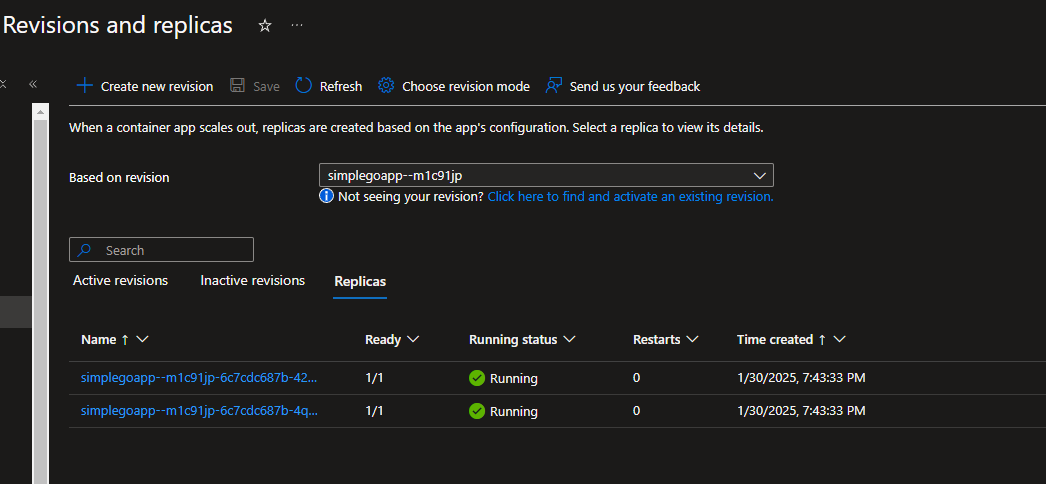 Revisions and replicas
Create new revision Save Refresh Choose revision mode Send us your feedback
When a container app scales out, replicas are created based on the app's configuration. Select a replica to view its details.
Based on revision simplegoapp--m1c91jp
Not seeing your revision? Click here to find and activate an existing revision.
Search
Active revisions Inactive revisions Replicas
Name ↑ Ready Running status Restarts Time created ↑
simplegoapp--m1c91jp-6c7cdc687b-42... 1/1 Running 0 1/30/2025, 7:43:33 PM
simplegoapp--m1c91jp-6c7cdc687b-4q... 1/1 Running 0 1/30/2025, 7:43:33 PM